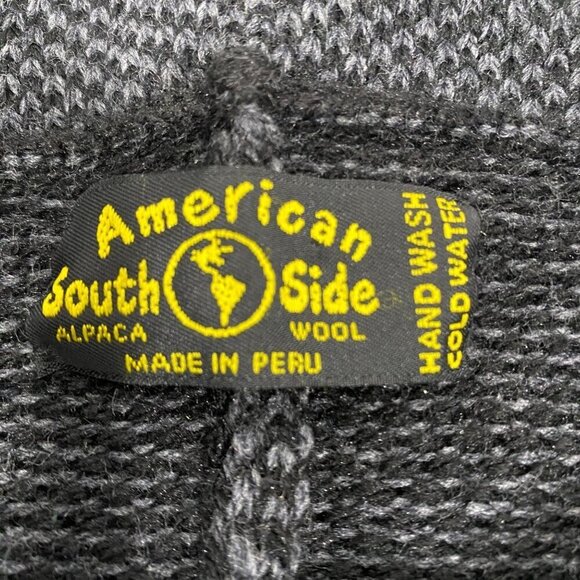 American
South Side
ALPACA WOOL
MADE IN PERU
HAND WASH
COLD WATER